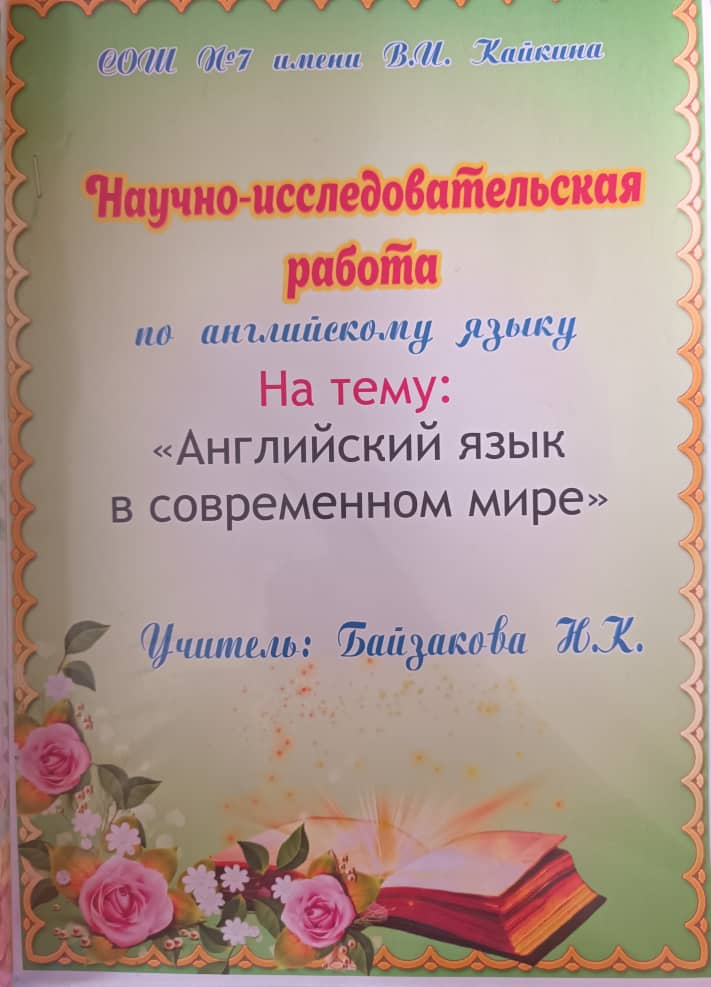 СОШ №7 имени В.И. Кайкина
Научно-исследовательская
работа
по английскому языку
На тему:
«Английский язык
в современном мире»
Учитель: Байзакова Н.К.